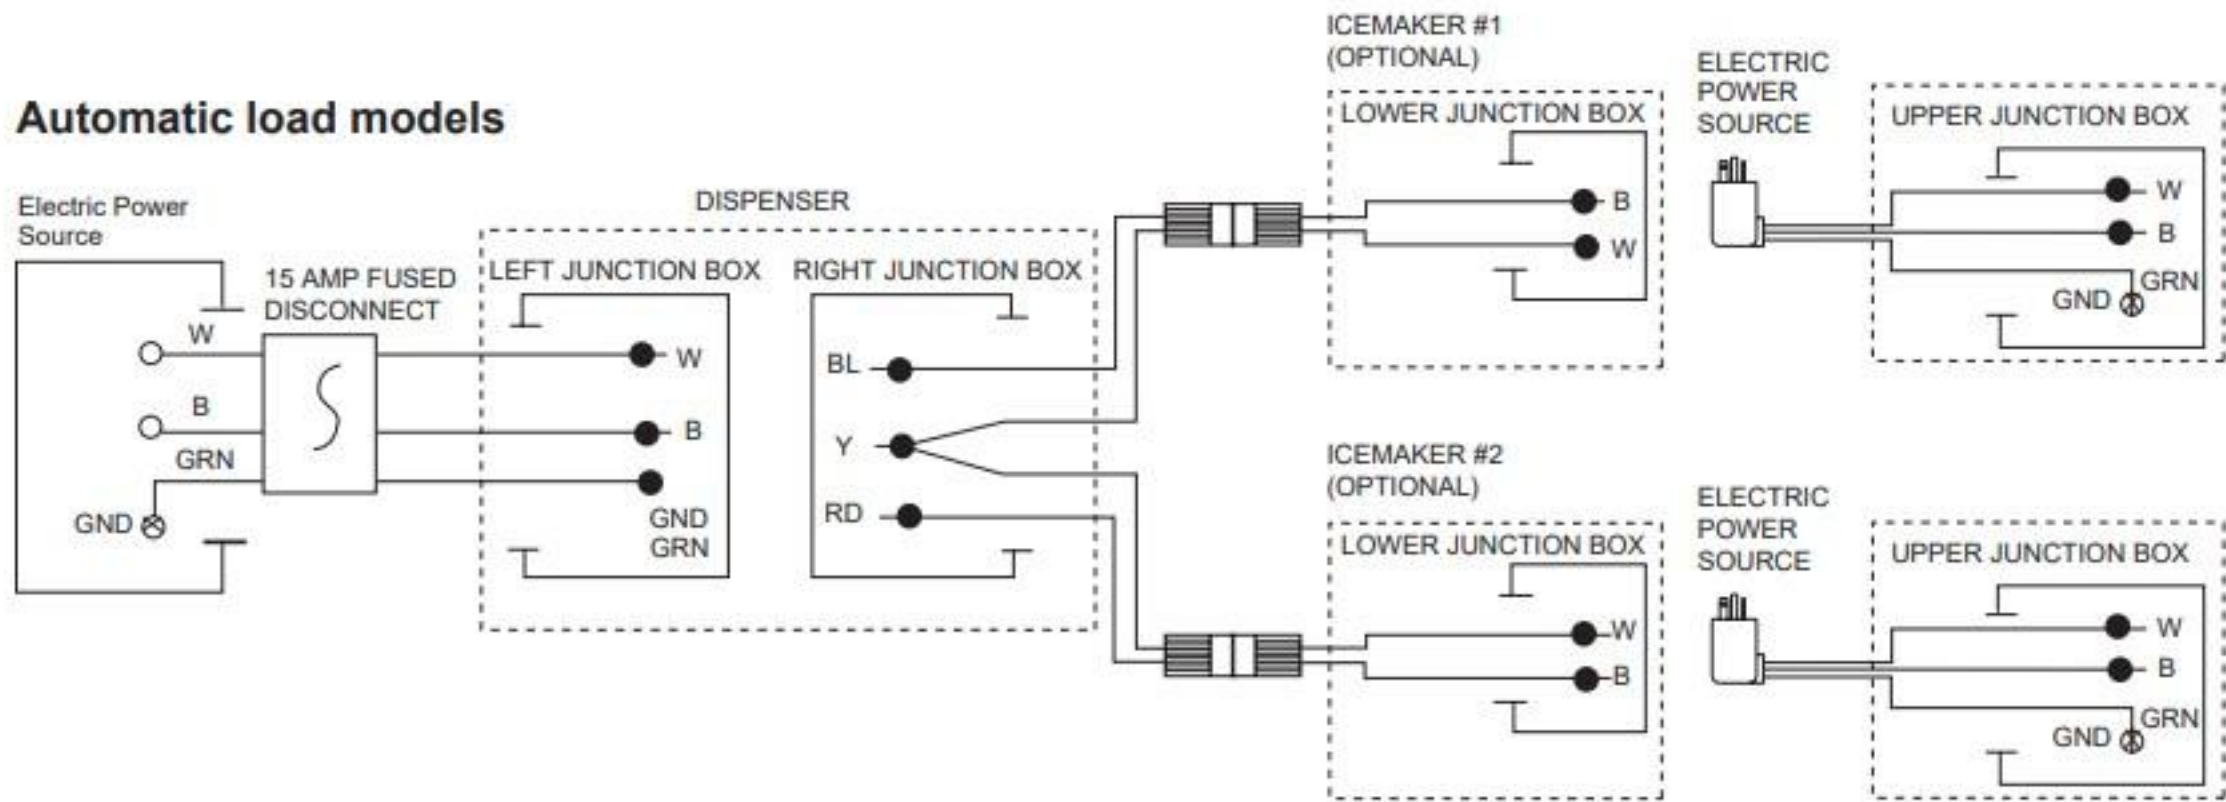 Automatic load models
Electric Power
Source
W
B
GRN
GND
15 AMP FUSED
DISCONNECT
DISPENSER
LEFT JUNCTION BOX
W
B
GND
GRN
RIGHT JUNCTION BOX
BL
Y
RD
ICEMAKER #1
(OPTIONAL)
LOWER JUNCTION BOX
B
W
ELECTRIC
POWER
SOURCE
UPPER JUNCTION BOX
W
B
GRN
GND
ICEMAKER #2
(OPTIONAL)
LOWER JUNCTION BOX
W
B
ELECTRIC
POWER
SOURCE
UPPER JUNCTION BOX
W
B
GRN
GND